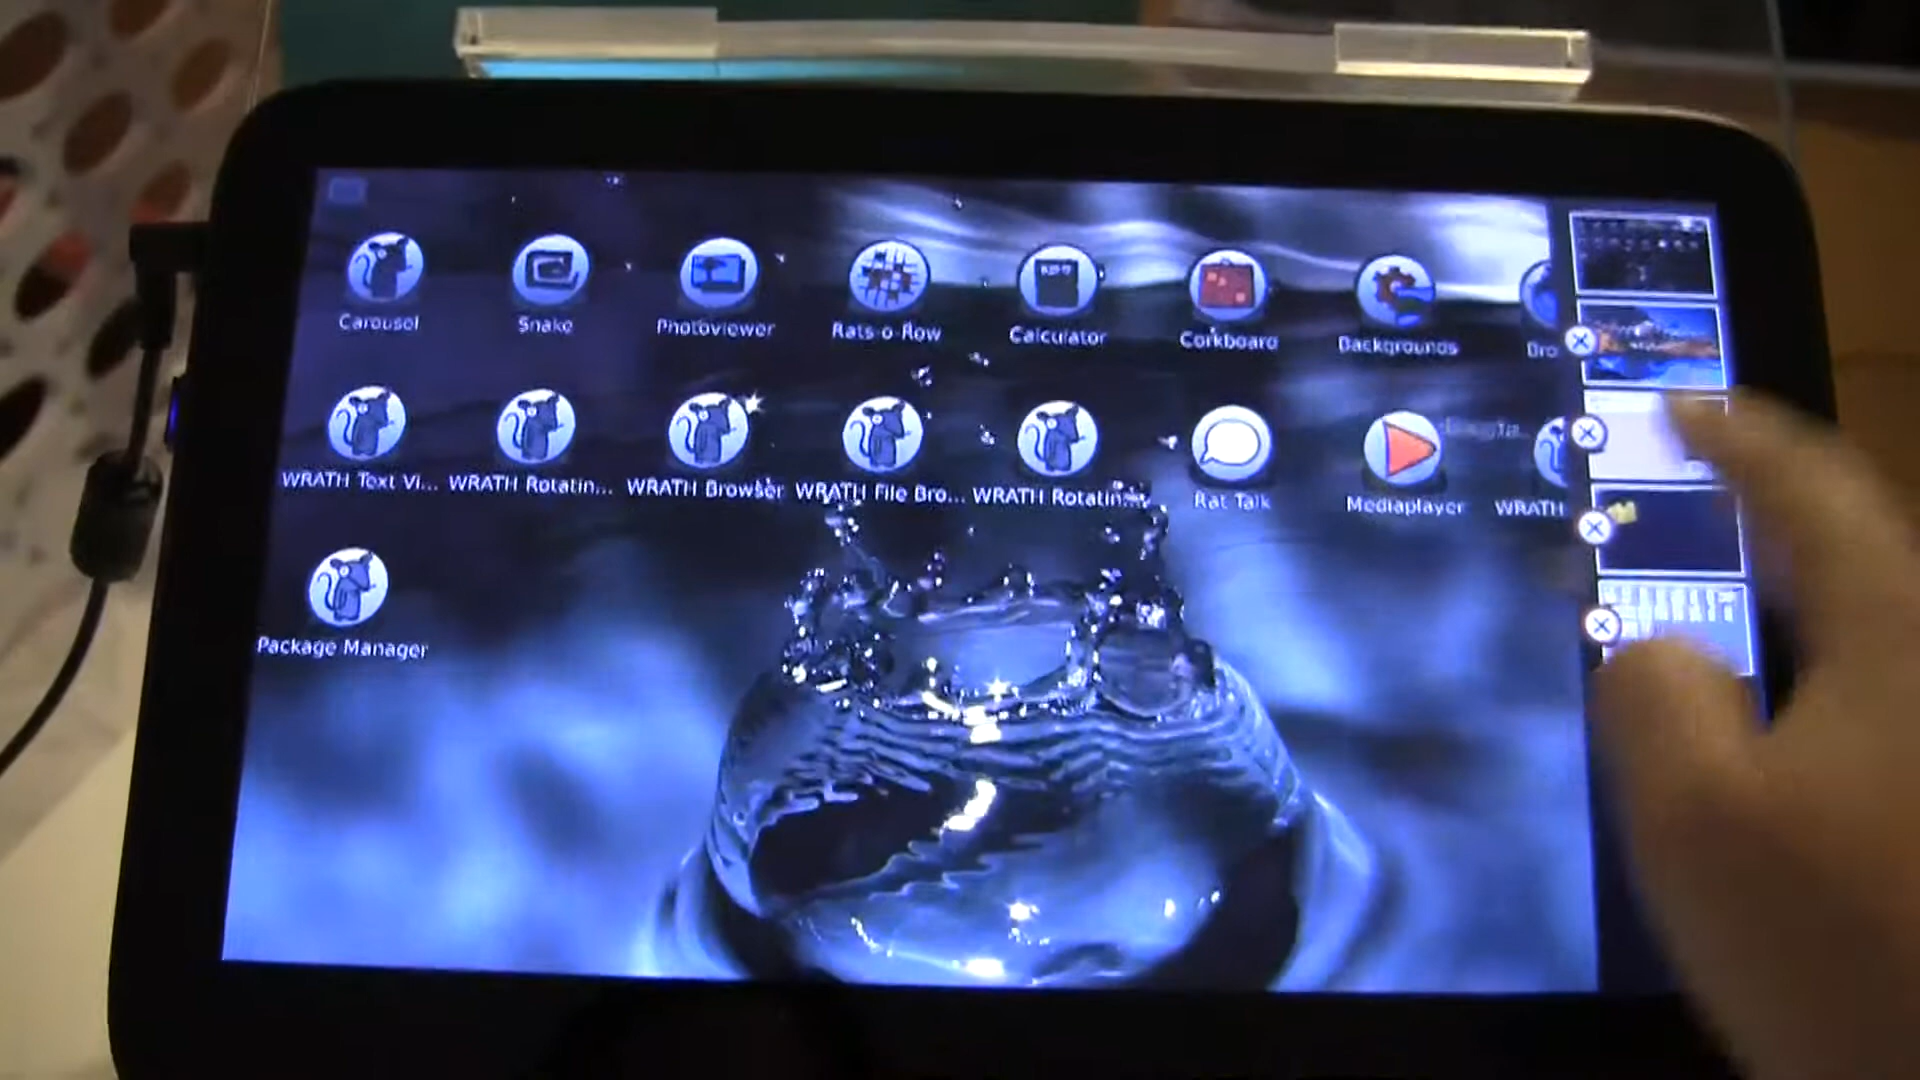 Carousel Snake Photoviewer Rats-o-Row Calculator Corkboard Backgrounds Bro
WRATH Text Vi... WRATH Rotatin... WRATH Browser WRATH File Bro... WRATH Rotatin... Rat Talk Mediaplayer WRATH
Package Manager